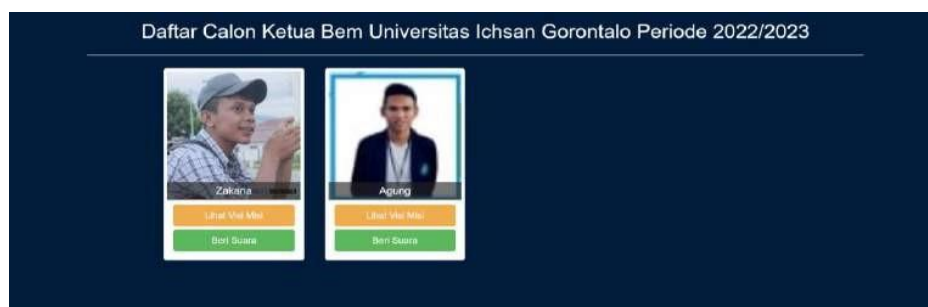 Daftar Calon Ketua Bem Universitas Ichsan Gorontalo Periode 2022/2023
Zakaria
Agung
Lihat Visi Misi
Lihat Visi Misi
Beri Suara
Beri Suara